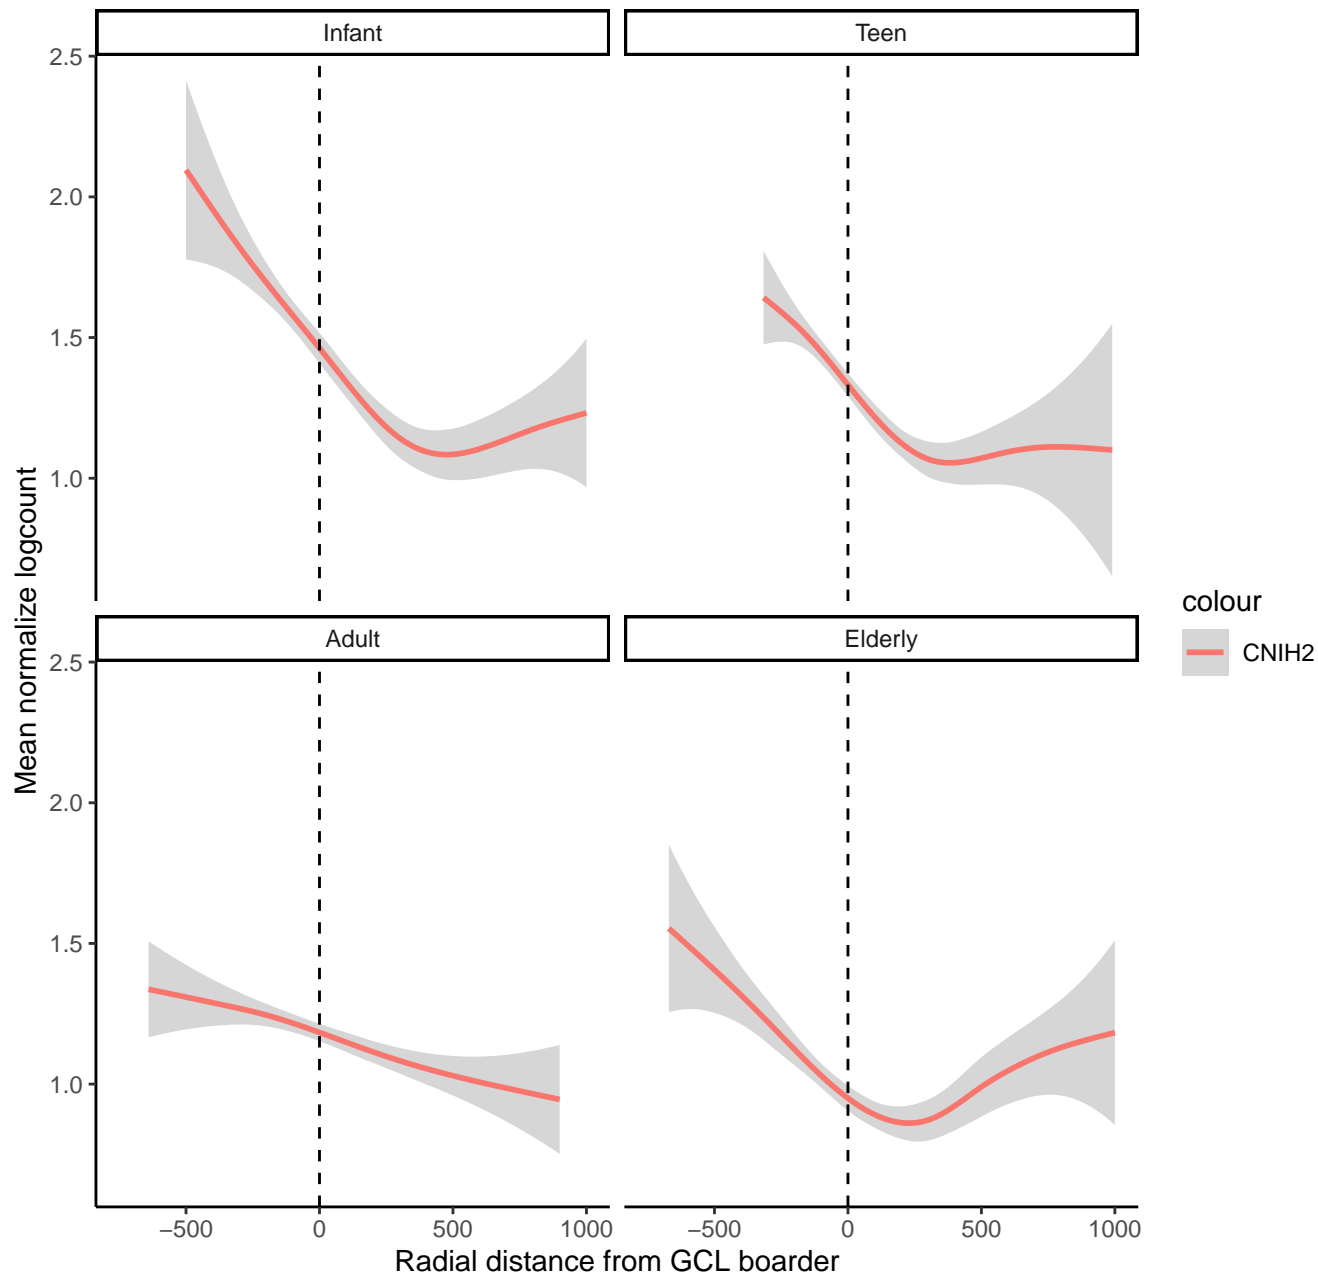 Infant
Teen
2.5
2.0
1.5
1.0
Adult
Elderly
2.5
2.0
1.5
1.0
−500
0
500
1000
−500
0
500
1000
Radial distance from GCL boarder
Mean normalize logcount
colour
CNIH2